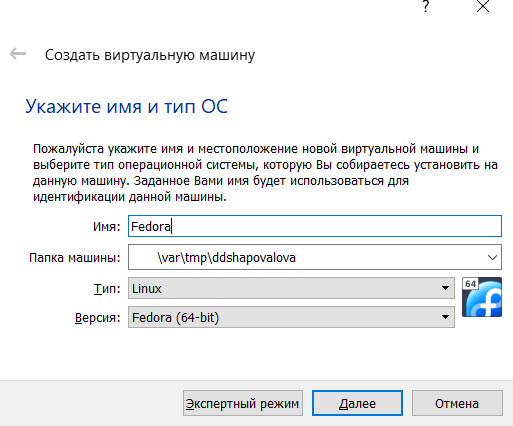 ?
Создать виртуальную машину
Укажите имя и тип ОС
Пожалуйста укажите имя и местоположение новой виртуальной машины и
выберите тип операционной системы, которую Вы собираетесь установить на
данную машину. Заданное Вами имя будет использоваться для
идентификации данной машины.
Имя: Fedora
Папка машины: \var\tmp\ddshapovalova
Тип: Linux
64
Версия: Fedora (64-bit)
Экспертный режим Далее Отмена